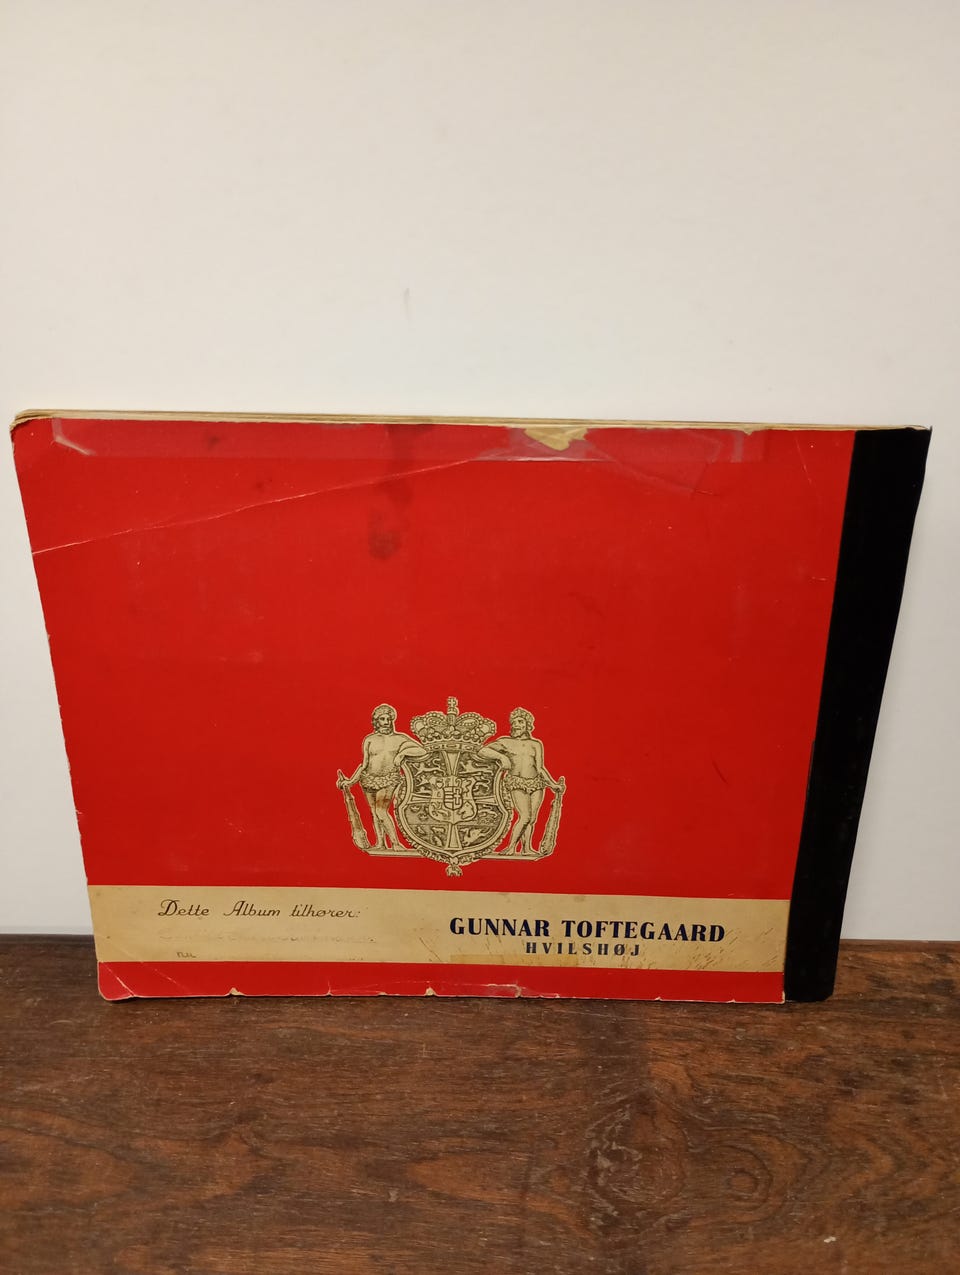 Dette Album tilhører:
GUNNAR TOFTEGAARD
HVILSHØJ